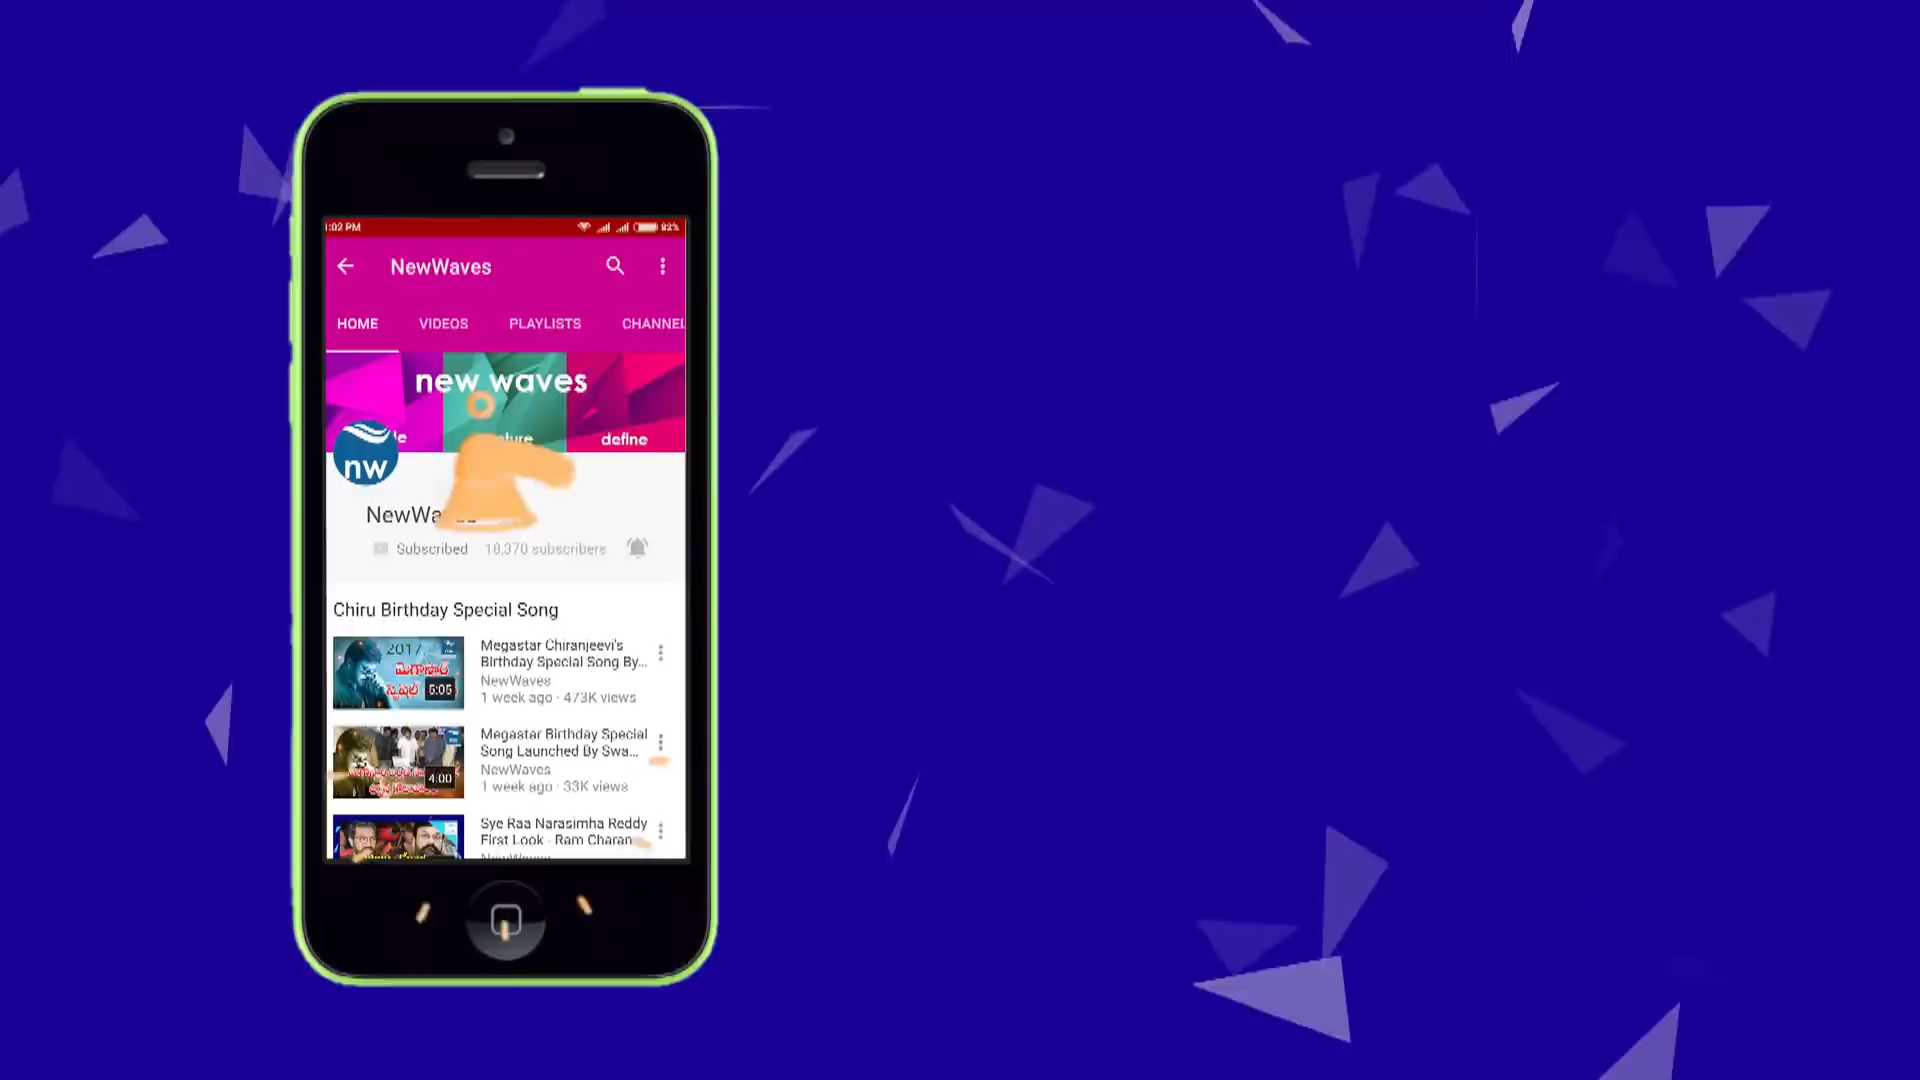 1:02 PM 82%
NewWaves
HOME VIDEOS PLAYLISTS CHANNEL
new waves
define
nw
Subscribed 18,370 subscribers
Chiru Birthday Special Song
2017
మెగాస్టార్
స్పెషల్
5:05
Megastar Chiranjeevi's
Birthday Special Song By...
NewWaves
1 week ago · 473K views
4:00
Megastar Birthday Special
Song Launched By Swa...
NewWaves
1 week ago · 33K views
Sye Raa Narasimha Reddy
First Look - Ram Charan